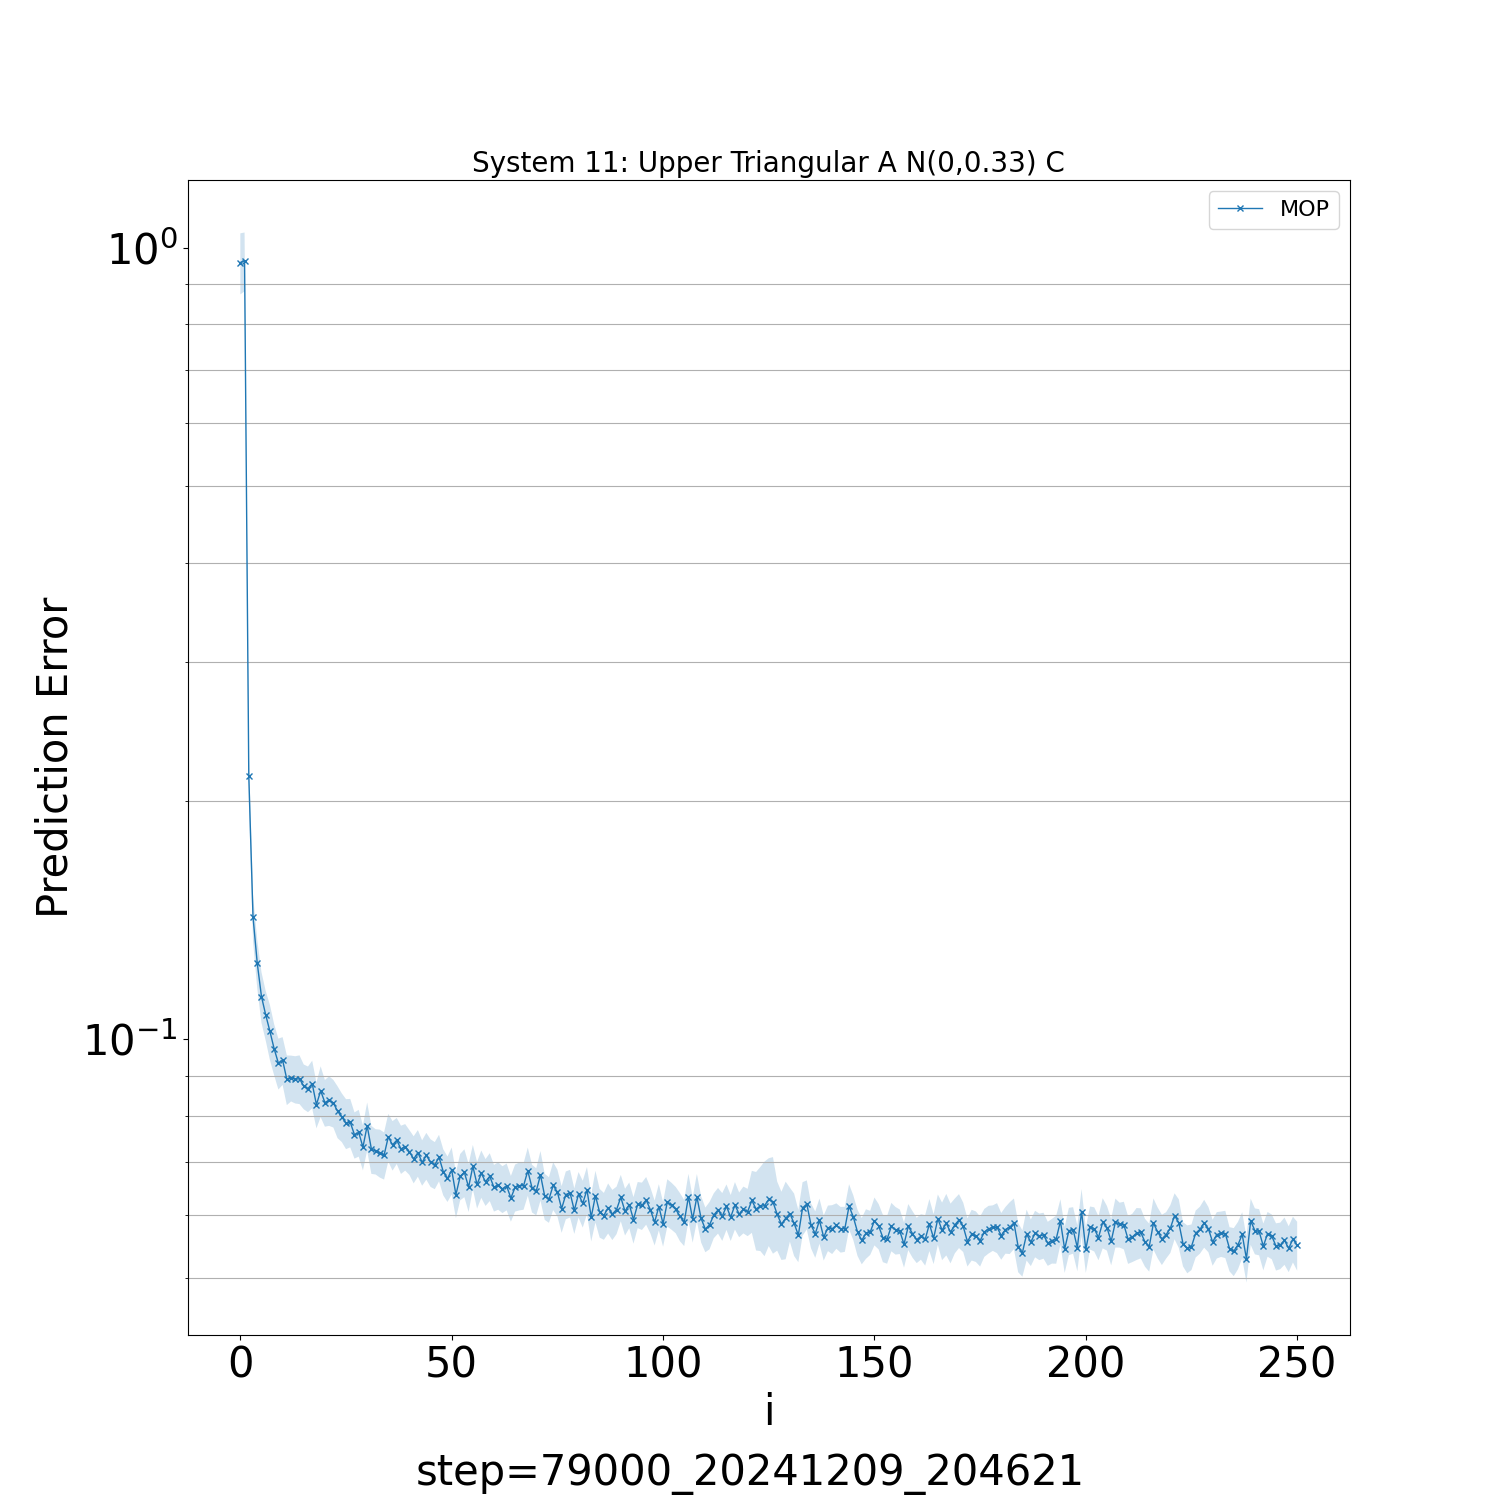 System 11: Upper Triangular A N(0,0.33) C
MOP
10⁰
10⁻¹
Prediction Error
0 50 100 150 200 250
i
step=79000_20241209_204621